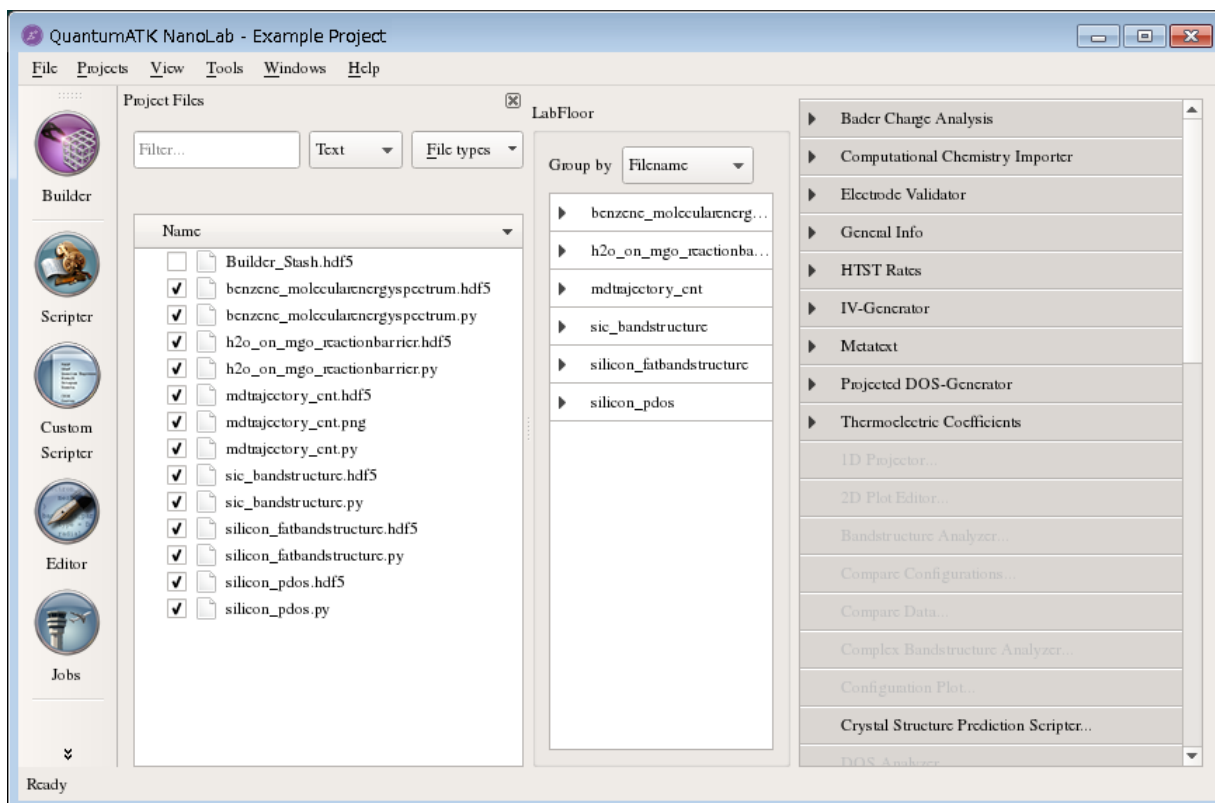 QuantumATK NanoLab - Example Project
File Projects View Tools Windows Help
Builder
Scripter
Custom
Scripter
Editor
Jobs
Project Files
Filter...
Text
File types
Name
Builder_Stash.hdf5
benzene_molecularenergyspectrum.hdf5
benzene_molecularenergyspectrum.py
h2o_on_mgo_reactionbarrier.hdf5
h2o_on_mgo_reactionbarrier.py
mdtrajectory_cnt.hdf5
mdtrajectory_cnt.png
mdtrajectory_cnt.py
sic_bandstructure.hdf5
sic_bandstructure.py
silicon_fatbandstructure.hdf5
silicon_fatbandstructure.py
silicon_pdos.hdf5
silicon_pdos.py
LabFloor
Group by Filename
benzene_molecularenerg...
h2o_on_mgo_reactionba...
mdtrajectory_cnt
sic_bandstructure
silicon_fatbandstructure
silicon_pdos
Bader Charge Analysis
Computational Chemistry Importer
Electrode Validator
General Info
HTST Rates
IV-Generator
Metatext
Projected DOS-Generator
Thermoelectric Coefficients
1D Projector...
2D Plot Editor...
Bandstructure Analyzer...
Compare Configurations...
Compare Data...
Complex Bandstructure Analyzer...
Configuration Plot...
Crystal Structure Prediction Scripter...
DOS Analyzer...
Ready